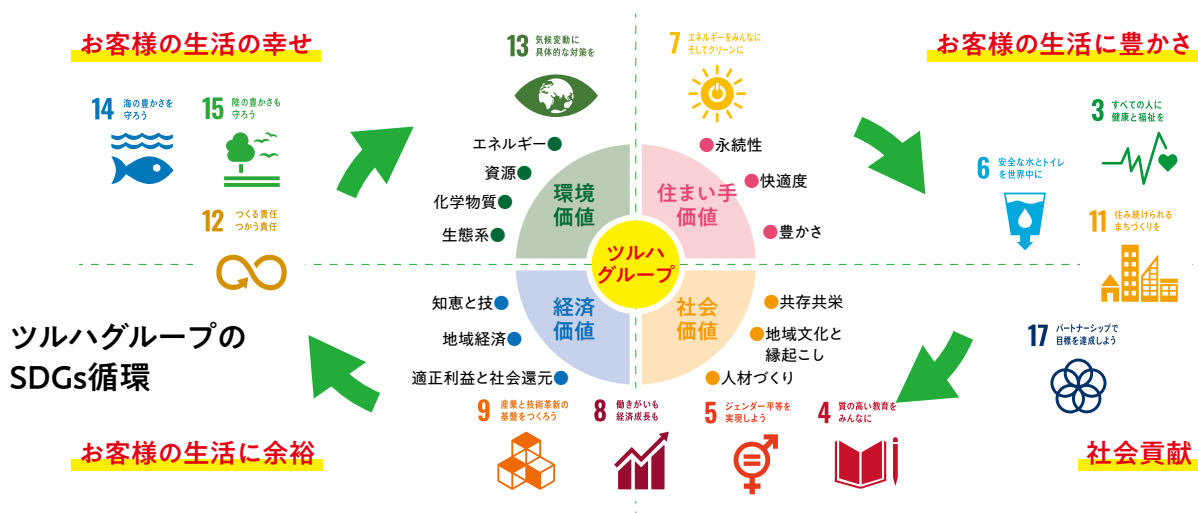 お客様の生活の幸せ
お客様の生活に豊かさ
13 気候変動に
具体的な対策を
7 エネルギーをみんなに
そしてクリーンに
14 海の豊かさを
守ろう
15 陸の豊かさも
守ろう
3 すべての人に
健康と福祉を
6 安全な水とトイレ
を世界中に
12 つくる責任
つかう責任
11 住み続けられる
まちづくりを
エネルギー
資源
化学物質
生態系
環境
価値
住まい手
価値
永続性
快適度
豊かさ
ツルハ
グループ
知恵と技
地域経済
適正利益と社会還元
経済
価値
社会
価値
共存共栄
地域文化と
縁起こし
人材づくり
ツルハグループの
SDGs循環
17 パートナーシップで
目標を達成しよう
9 産業と技術革新の
基盤をつくろう
8 働きがいも
経済成長も
5 ジェンダー平等を
実現しよう
4 質の高い教育を
みんなに
お客様の生活に余裕
社会貢献